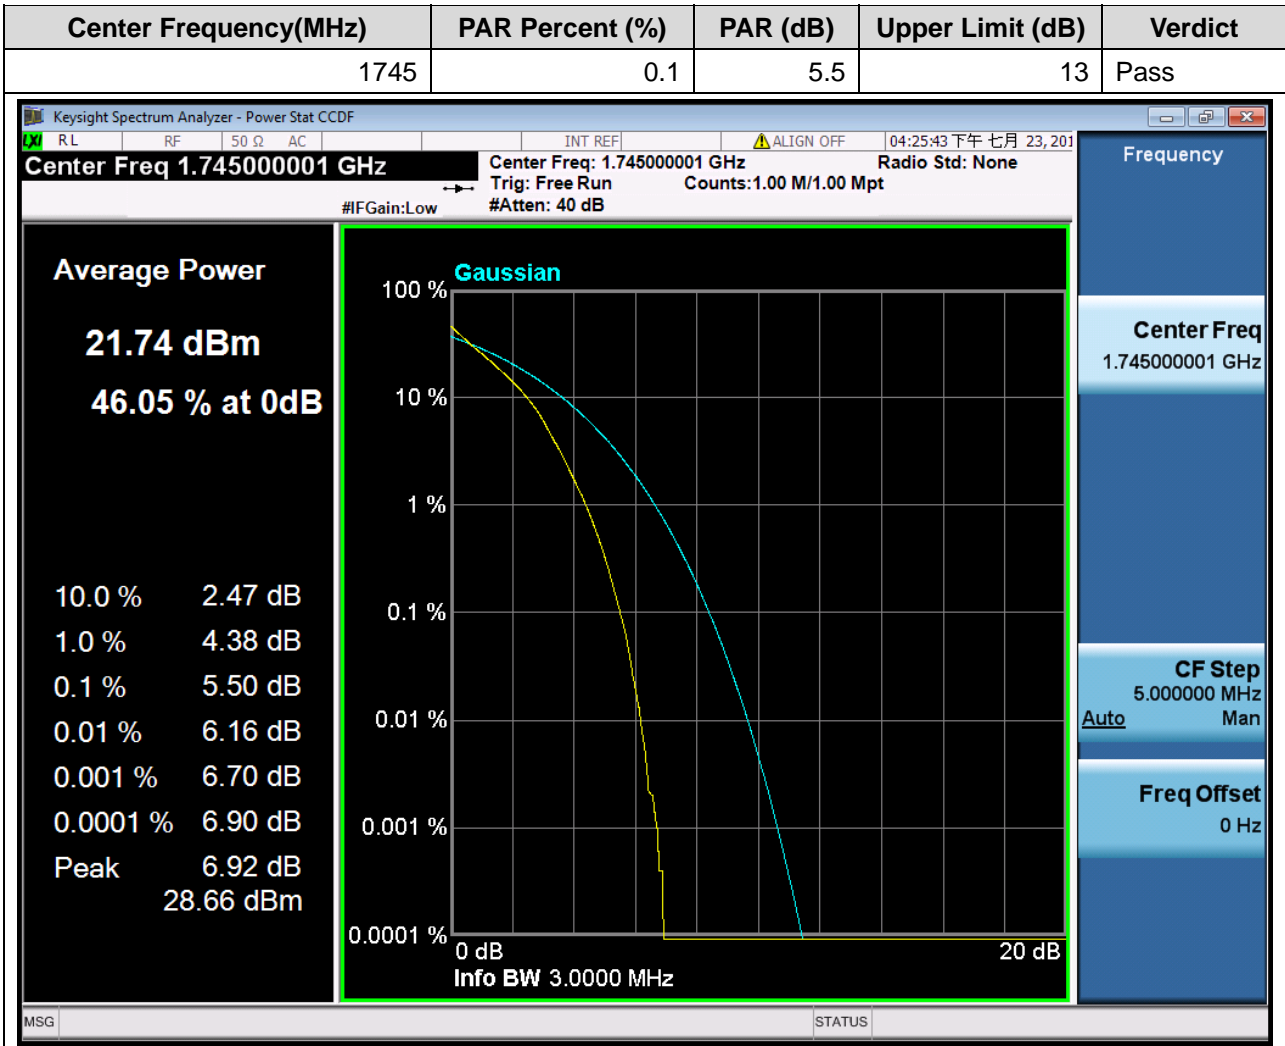 Center Frequency(MHz) PAR Percent (%) PAR (dB) Upper Limit (dB) Verdict
1745 0.1 5.5 13 Pass
Keysight Spectrum Analyzer - Power Stat CCDF
LXI RL RF 50 Ω AC INT REF ALIGN OFF 04:25:43 下午 七月 23, 201
Center Freq 1.745000001 GHz
Center Freq: 1.745000001 GHz Radio Std: None
Trig: Free Run Counts:1.00 M/1.00 Mpt
#IFGain:Low #Atten: 40 dB
Frequency
Average Power
21.74 dBm
46.05 % at 0dB
10.0 % 2.47 dB
1.0 % 4.38 dB
0.1 % 5.50 dB
0.01 % 6.16 dB
0.001 % 6.70 dB
0.0001 % 6.90 dB
Peak 6.92 dB
28.66 dBm
Gaussian
100 %
10 %
1 %
0.1 %
0.01 %
0.001 %
0.0001 %
0 dB 20 dB
Info BW 3.0000 MHz
Center Freq
1.745000001 GHz
CF Step
5.000000 MHz
Auto Man
Freq Offset
0 Hz
MSG STATUS